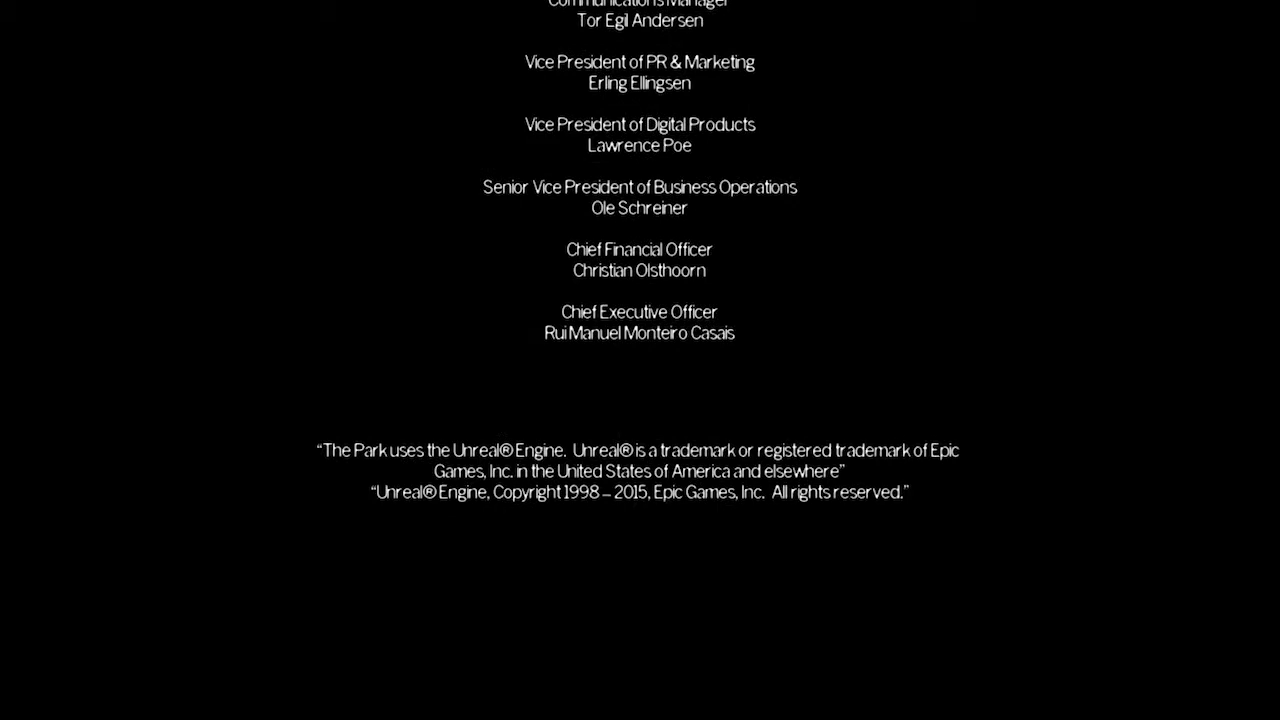 Communications Manager
Tor Egil Andersen
Vice President of PR & Marketing
Erling Ellingsen
Vice President of Digital Products
Lawrence Poe
Senior Vice President of Business Operations
Ole Schreiner
Chief Financial Officer
Christian Olsthoorn
Chief Executive Officer
Rui Manuel Monteiro Casais
“The Park uses the Unreal® Engine.  Unreal® is a trademark or registered trademark of Epic
Games, Inc. in the United States of America and elsewhere”
“Unreal® Engine, Copyright 1998 – 2015, Epic Games, Inc.  All rights reserved.”